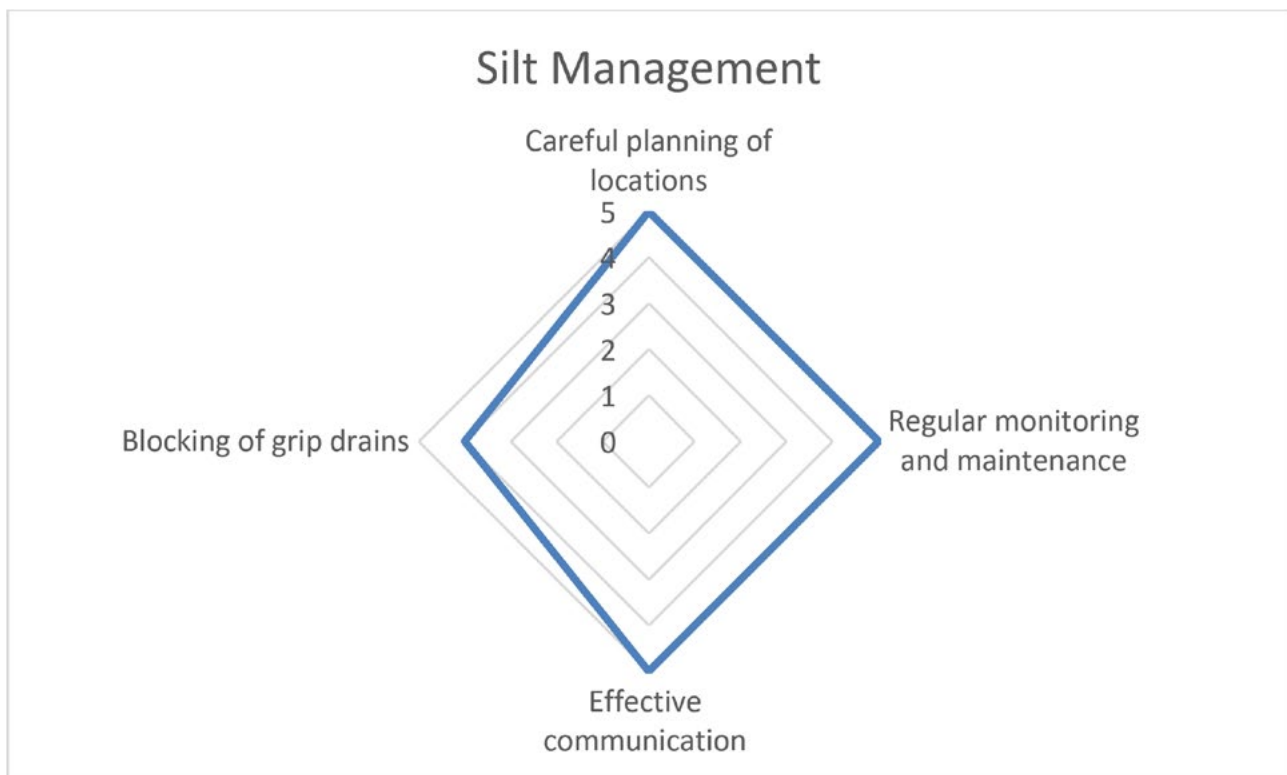 Silt Management
Careful planning of
locations
5
4
3
2
1
0
Blocking of grip drains
Regular monitoring
and maintenance
Effective
communication